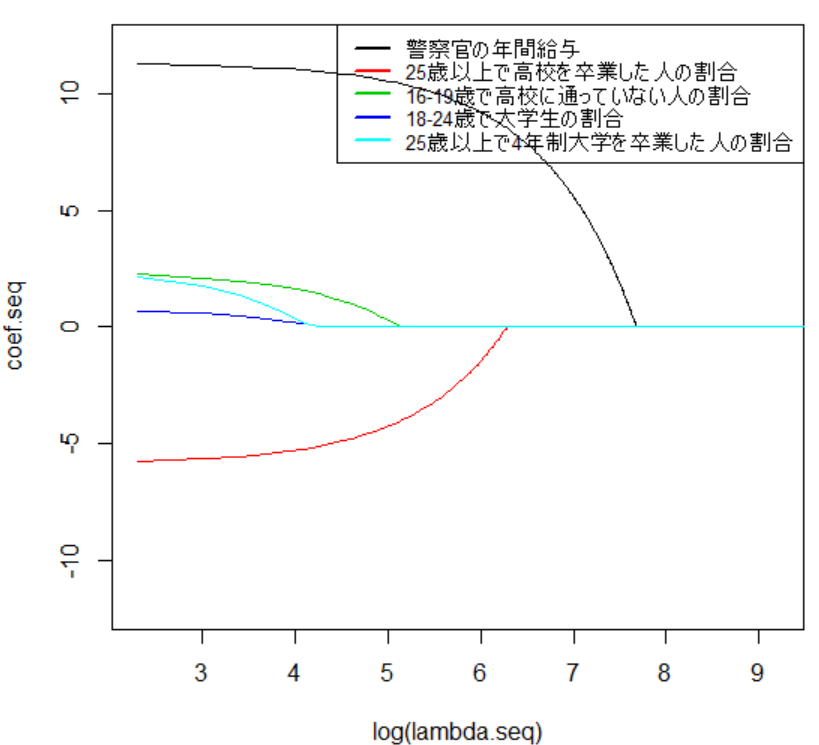 警察官の年間給与
25歳以上で高校を卒業した人の割合
16-19歳で高校に通っていない人の割合
18-24歳で大学生の割合
25歳以上で4年制大学を卒業した人の割合
10
5
0
-5
-10
coef.seq
3 4 5 6 7 8 9
log(lambda.seq)